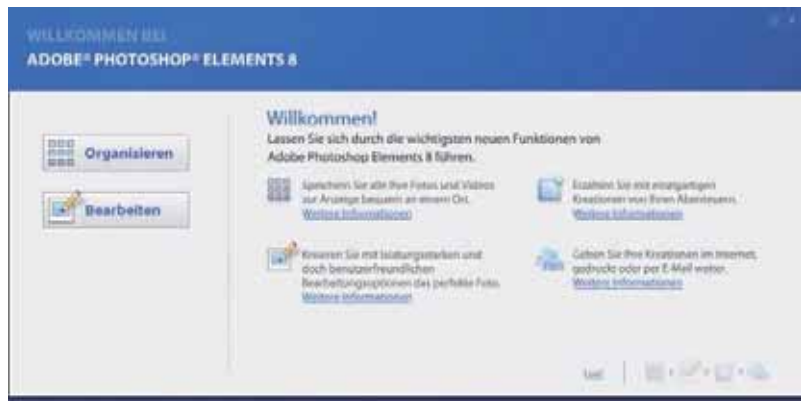 WILLKOMMEN BEI
ADOBE® PHOTOSHOP® ELEMENTS 8
Organisieren
Bearbeiten
Willkommen!
Lassen Sie sich durch die wichtigsten neuen Funktionen von
Adobe Photoshop Elements 8 führen.
Speichern Sie alle Ihre Fotos und Videos
zur Anzeige bequem an einem Ort.
Weitere Informationen
Erzählen Sie mit einzigartigen
Kreationen von Ihren Abenteuern.
Weitere Informationen
Kreieren Sie mit leistungsstarken und
doch benutzerfreundlichen
Bearbeitungsoptionen das perfekte Foto.
Weitere Informationen
Geben Sie Ihre Kreationen im Internet,
gedruckt oder per E-Mail weiter.
Weitere Informationen